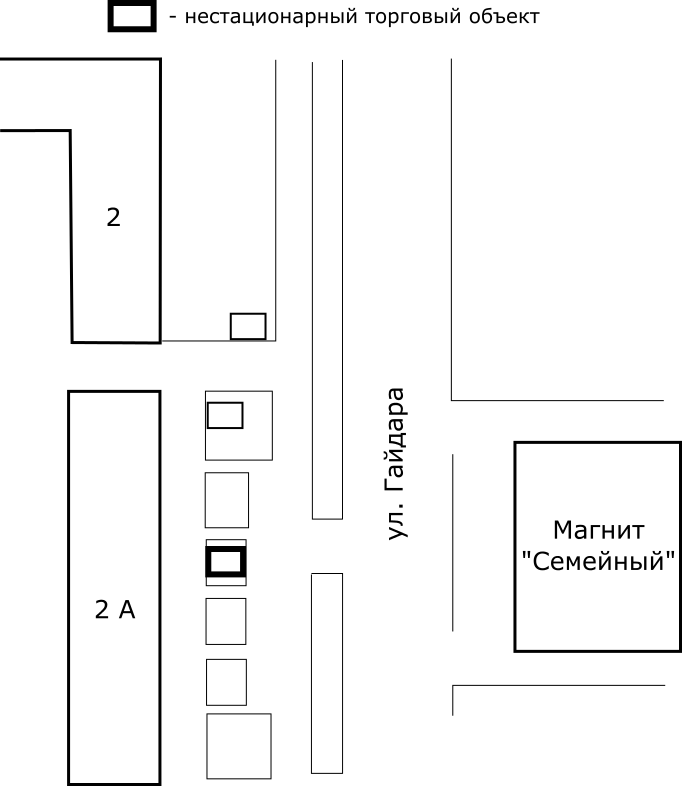 - нестационарный торговый объект
2
ул. Гайдара
Магнит
"Семейный"
2 А